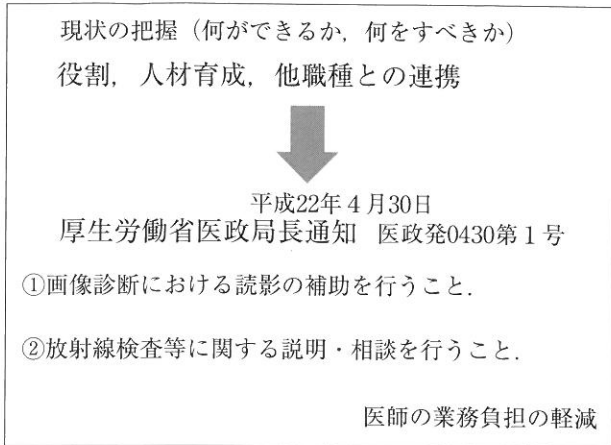 現状の把握（何ができるか，何をすべきか）
役割，人材育成，他職種との連携
平成22年４月30日
厚生労働省医政局長通知　医政発0430第１号
①画像診断における読影の補助を行うこと．
②放射線検査等に関する説明・相談を行うこと．
医師の業務負担の軽減